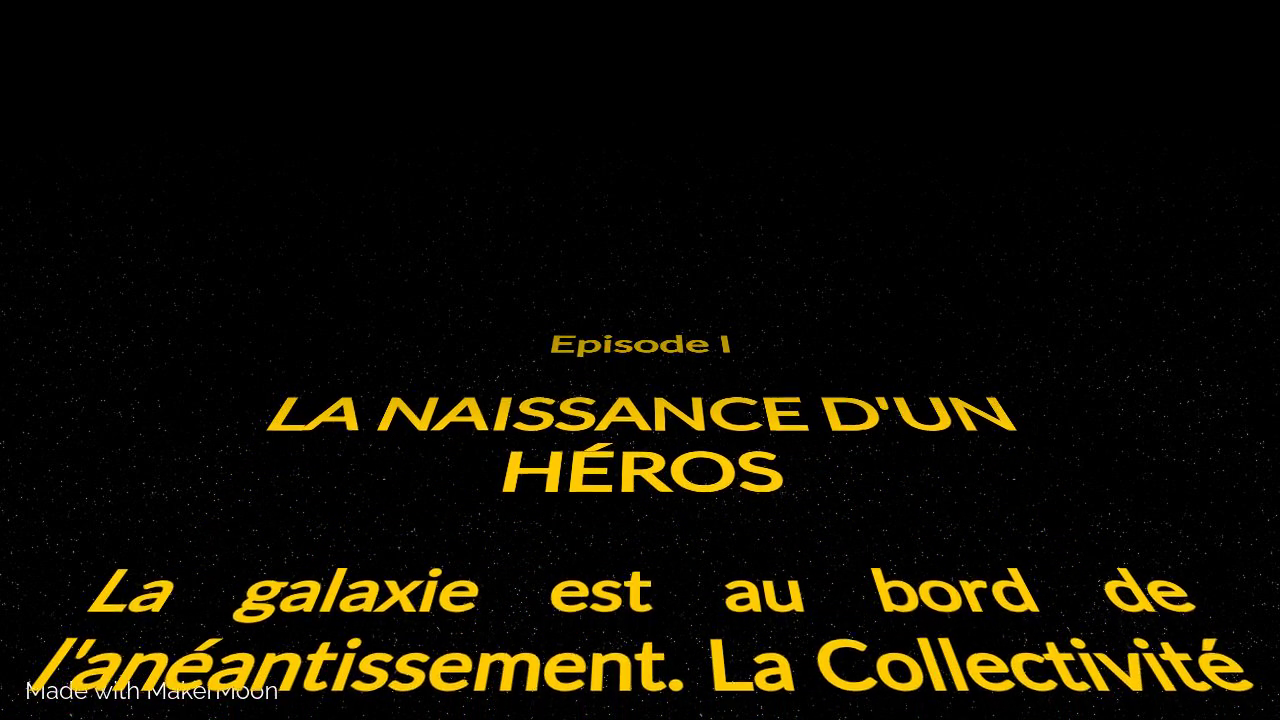 Episode I
LA NAISSANCE D'UN
HÉROS
La galaxie est au bord de
l'anéantissement. La Collectivité
Made with MakerMoon